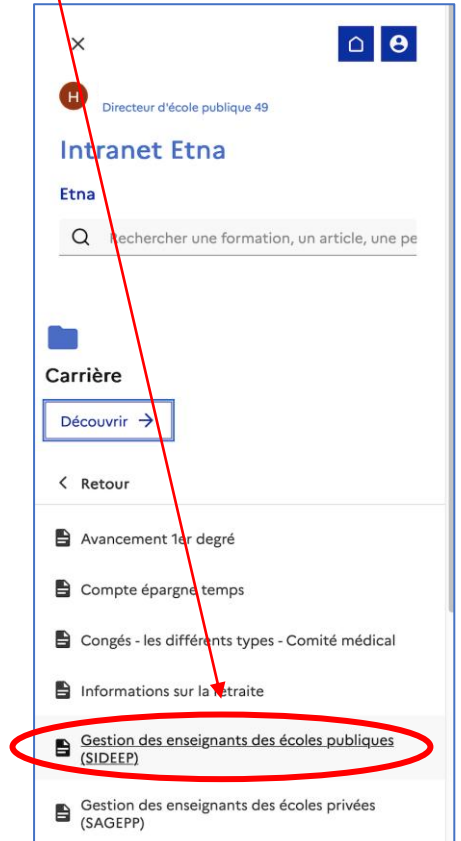 H
Directeur d'école publique 49
Intranet Etna
Etna
Rechercher une formation, un article, une pe
Carrière
Découvrir →
< Retour
Avancement 1er degré
Compte épargne temps
Congés - les différents types - Comité médical
Informations sur la retraite
Gestion des enseignants des écoles publiques
(SIDEEP)
Gestion des enseignants des écoles privées
(SAGEPP)